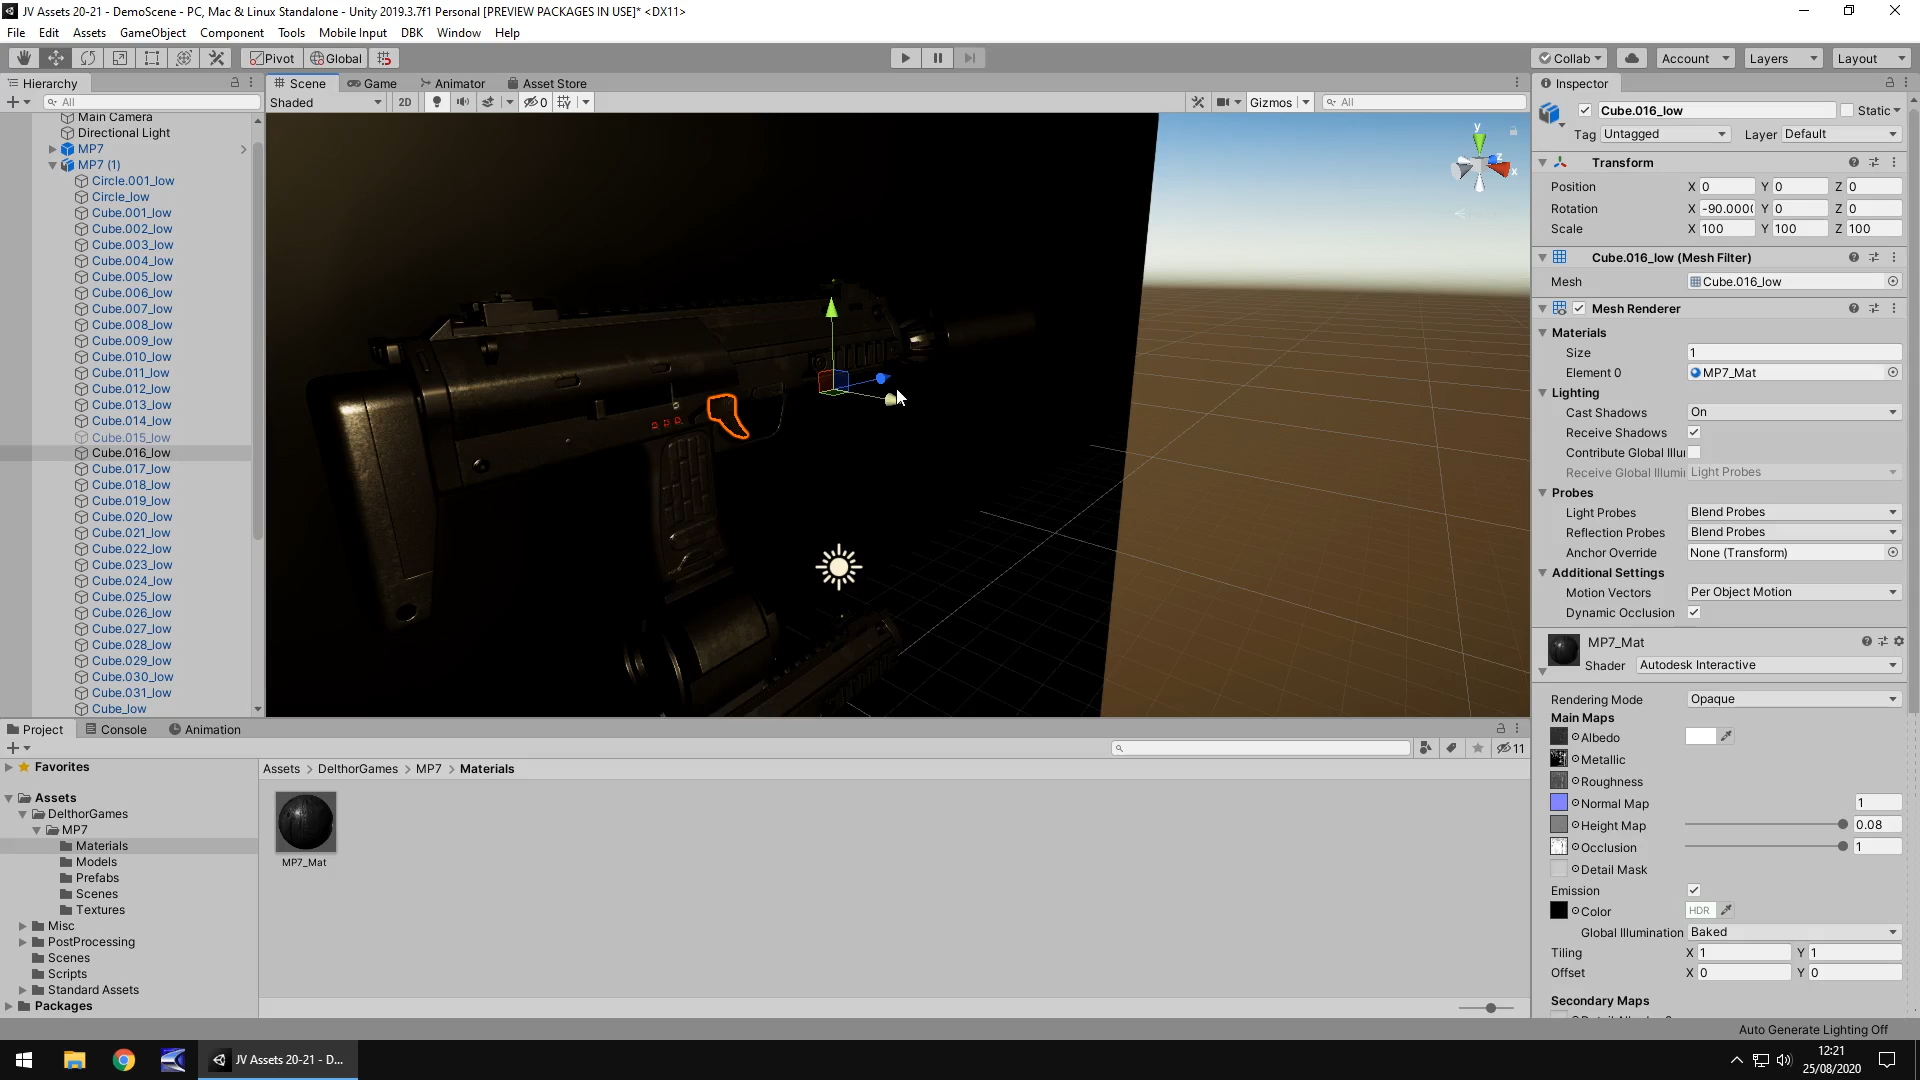 JV Assets 20-21 - DemoScene - PC, Mac & Linux Standalone - Unity 2019.3.7f1 Personal [PREVIEW PACKAGES IN USE]* <DX11>
File Edit Assets GameObject Component Tools Mobile Input DBK Window Help
Pivot Global Collab Account Layers Layout
Hierarchy
All
Main Camera
Directional Light
MP7
MP7 (1)
Circle.001_low
Circle_low
Cube.001_low
Cube.002_low
Cube.003_low
Cube.004_low
Cube.005_low
Cube.006_low
Cube.007_low
Cube.008_low
Cube.009_low
Cube.010_low
Cube.011_low
Cube.012_low
Cube.013_low
Cube.014_low
Cube.015_low
Cube.016_low
Cube.017_low
Cube.018_low
Cube.019_low
Cube.020_low
Cube.021_low
Cube.022_low
Cube.023_low
Cube.024_low
Cube.025_low
Cube.026_low
Cube.027_low
Cube.028_low
Cube.029_low
Cube.030_low
Cube.031_low
Cube_low
Scene Game Animator Asset Store
Shaded 2D 0 Gizmos All
y
z
x
Inspector
Cube.016_low Static
Tag Untagged Layer Default
Transform
Position X 0 Y 0 Z 0
Rotation X -90.000( Y 0 Z 0
Scale X 100 Y 100 Z 100
Cube.016_low (Mesh Filter)
Mesh Cube.016_low
Mesh Renderer
Materials
Size 1
Element 0 MP7_Mat
Lighting
Cast Shadows On
Receive Shadows
Contribute Global Illu
Receive Global Illumi Light Probes
Probes
Light Probes Blend Probes
Reflection Probes Blend Probes
Anchor Override None (Transform)
Additional Settings
Motion Vectors Per Object Motion
Dynamic Occlusion
MP7_Mat
Shader Autodesk Interactive
Rendering Mode Opaque
Main Maps
Albedo
Metallic
Roughness
Normal Map 1
Height Map 0.08
Occlusion 1
Detail Mask
Emission
Color HDR
Global Illumination Baked
Tiling X 1 Y 1
Offset X 0 Y 0
Secondary Maps
Project Console Animation
11
Favorites
Assets
DelthorGames
MP7
Materials
Models
Prefabs
Scenes
Textures
Misc
PostProcessing
Scenes
Scripts
Standard Assets
Packages
Assets > DelthorGames > MP7 > Materials
MP7_Mat
Auto Generate Lighting Off
JV Assets 20-21 - D...
12:21
25/08/2020